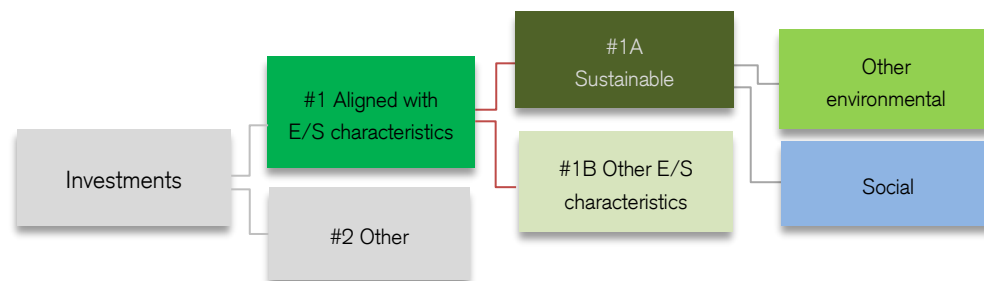 Investments
#1 Aligned with
E/S characteristics
#2 Other
#1A
Sustainable
#1B Other E/S
characteristics
Other
environmental
Social